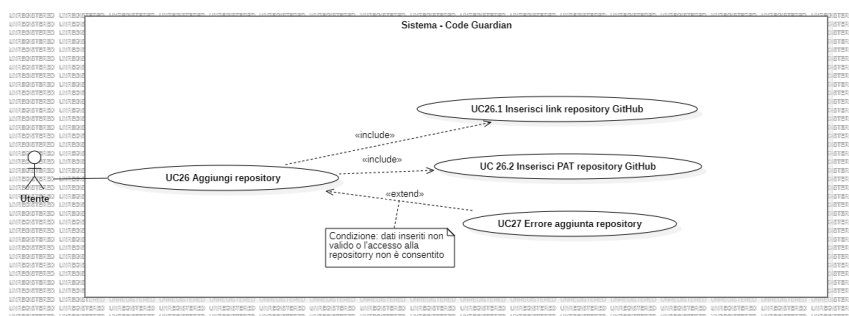 Sistema - Code Guardian
UC26.1 Inserisci link repository GitHub
«include»
«include»
UC 26.2 Inserisci PAT repository GitHub
UC26 Aggiungi repository
Utente
«extend»
UC27 Errore aggiunta repository
Condizione: dati inseriti non
valido o l'accesso alla
repositorry non è consentito